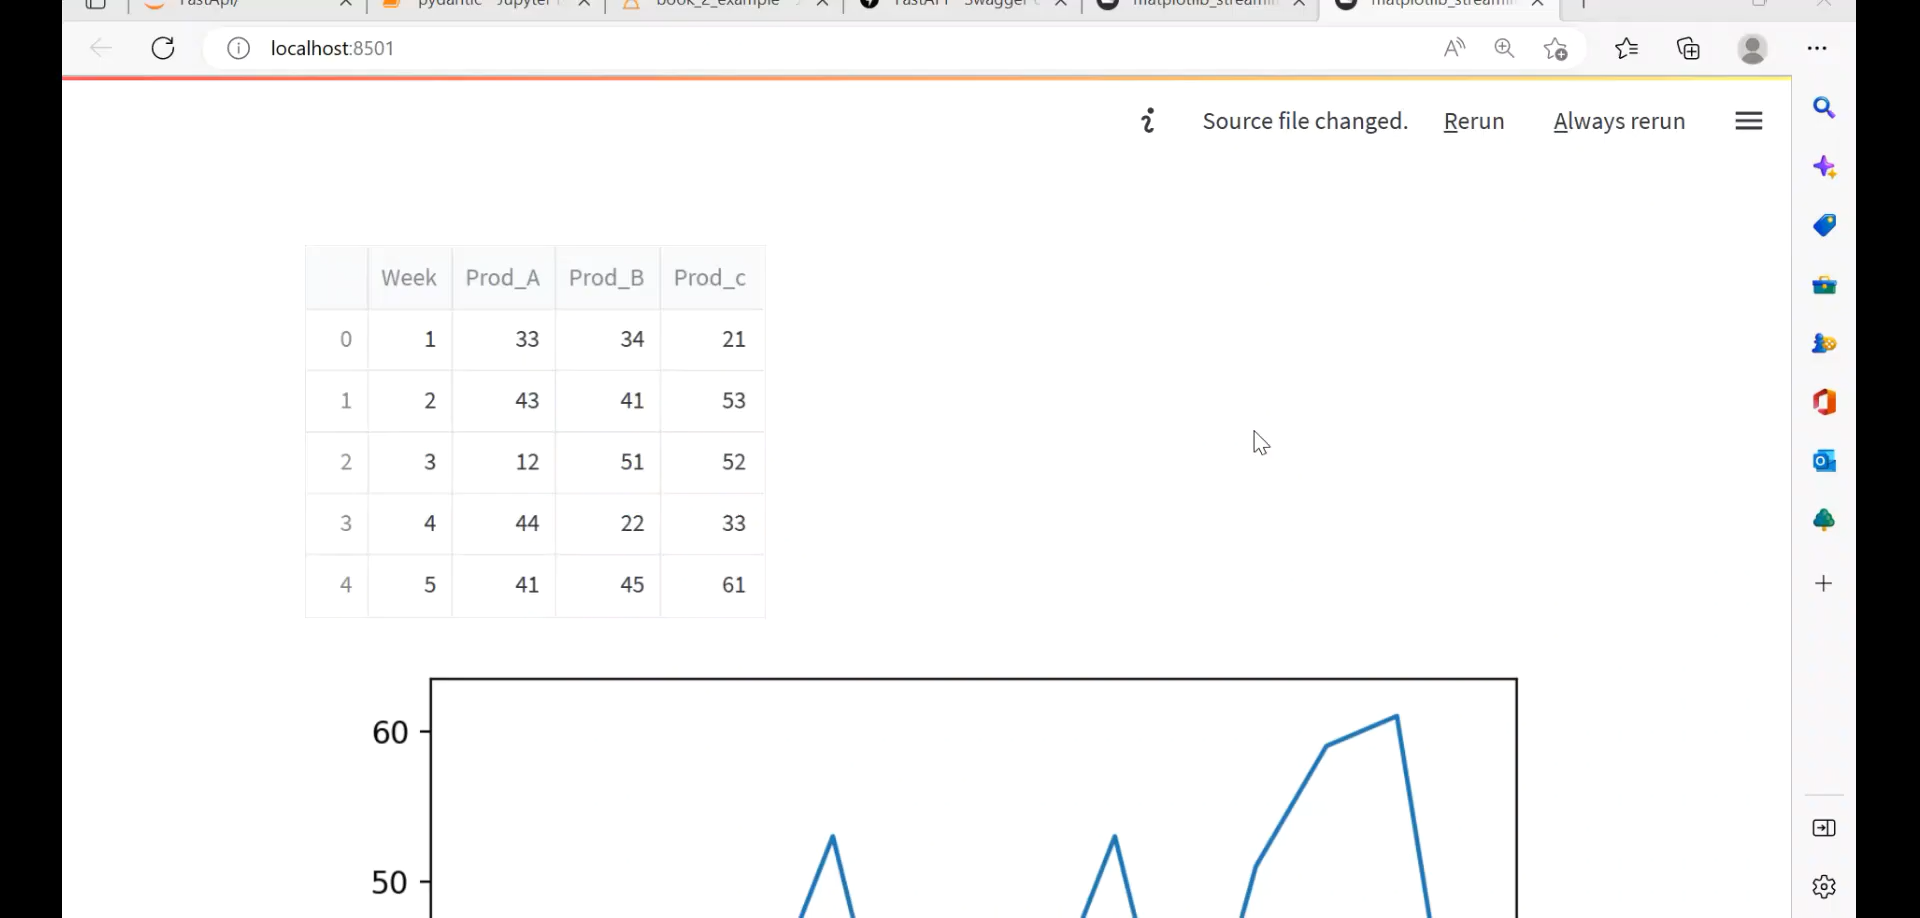 localhost:8501
Source file changed. Rerun Always rerun
Week Prod_A Prod_B Prod_c
0 1 33 34 21
1 2 43 41 53
2 3 12 51 52
3 4 44 22 33
4 5 41 45 61
60
50